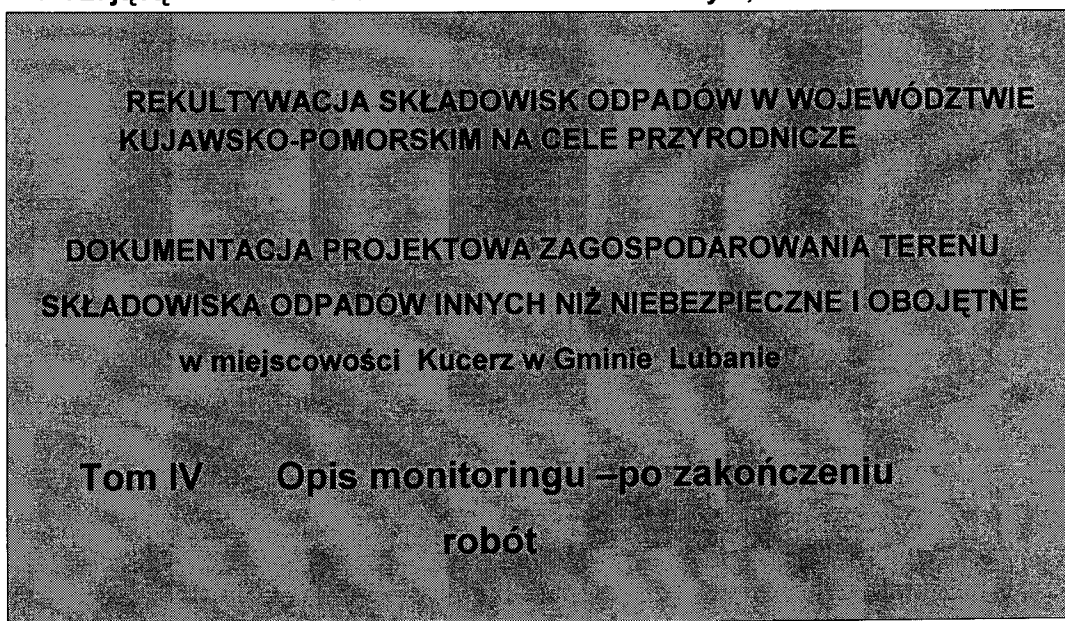 REKULTYWACJA SKŁADOWISK ODPADÓW W WOJEWÓDZTWIE
KUJAWSKO-POMORSKIM NA CELE PRZYRODNICZE
DOKUMENTACJA PROJEKTOWA ZAGOSPODAROWANIA TERENU
SKŁADOWISKA ODPADÓW INNYCH NIŻ NIEBEZPIECZNE I OBOJĘTNE
w miejscowości Kucerz w Gminie Lubanie
Tom IV Opis monitoringu –po zakończeniu
robót